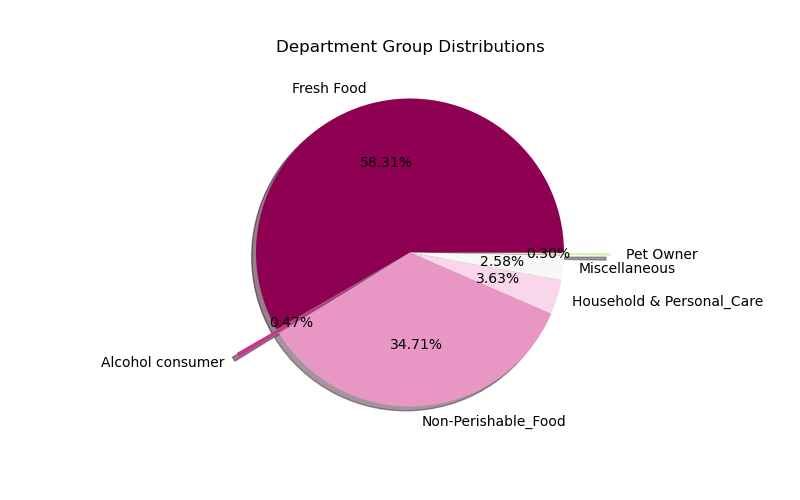 Department Group Distributions
Fresh Food
58.31%
0.30%
Pet Owner
2.58%
Miscellaneous
3.63%
Household & Personal_Care
0.47%
Alcohol consumer
34.71%
Non-Perishable_Food